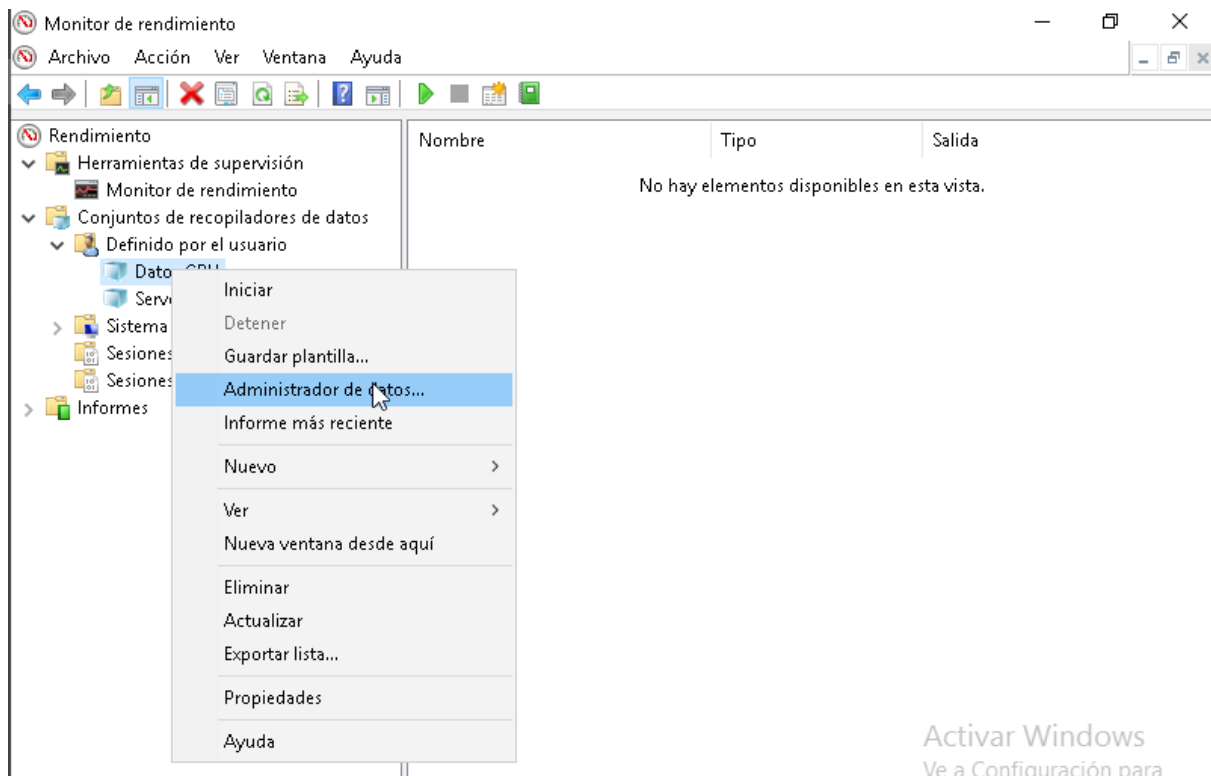 Monitor de rendimiento
Archivo Acción Ver Ventana Ayuda
Rendimiento
Herramientas de supervisión
Monitor de rendimiento
Conjuntos de recopiladores de datos
Definido por el usuario
Sistema
Sesiones
Sesiones
Informes
Nombre Tipo Salida
No hay elementos disponibles en esta vista.
Iniciar
Detener
Guardar plantilla...
Administrador de datos...
Informe más reciente
Nuevo
Ver
Nueva ventana desde aquí
Eliminar
Actualizar
Exportar lista...
Propiedades
Ayuda
Activar Windows
Ve a Configuración para